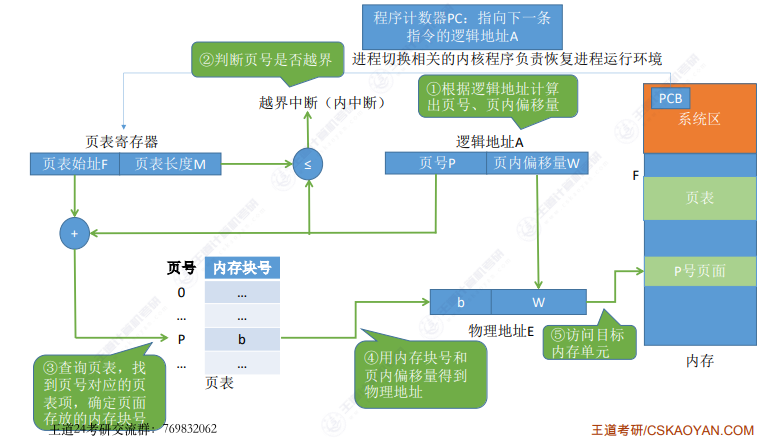 程序计数器PC：指向下一条
指令的逻辑地址A
②判断页号是否越界
进程切换相关的内核程序负责恢复进程运行环境
越界中断（内中断）
①根据逻辑地址计算
出页号、页内偏移量
PCB
系统区
页表寄存器
逻辑地址A
页表始址F
页表长度M
≤
页号P
页内偏移量W
F
页表
+
页号
内存块号
P号页面
0
…
…
…
P
b
…
…
页表
b
W
物理地址E
③查询页表，找
到页号对应的页
表项，确定页面
存放的内存块号
④用内存块号和
页内偏移量得到
物理地址
⑤访问目标
内存单元
内存
王道24考研交流群：769832062
王道考研/CSKAOYAN.COM